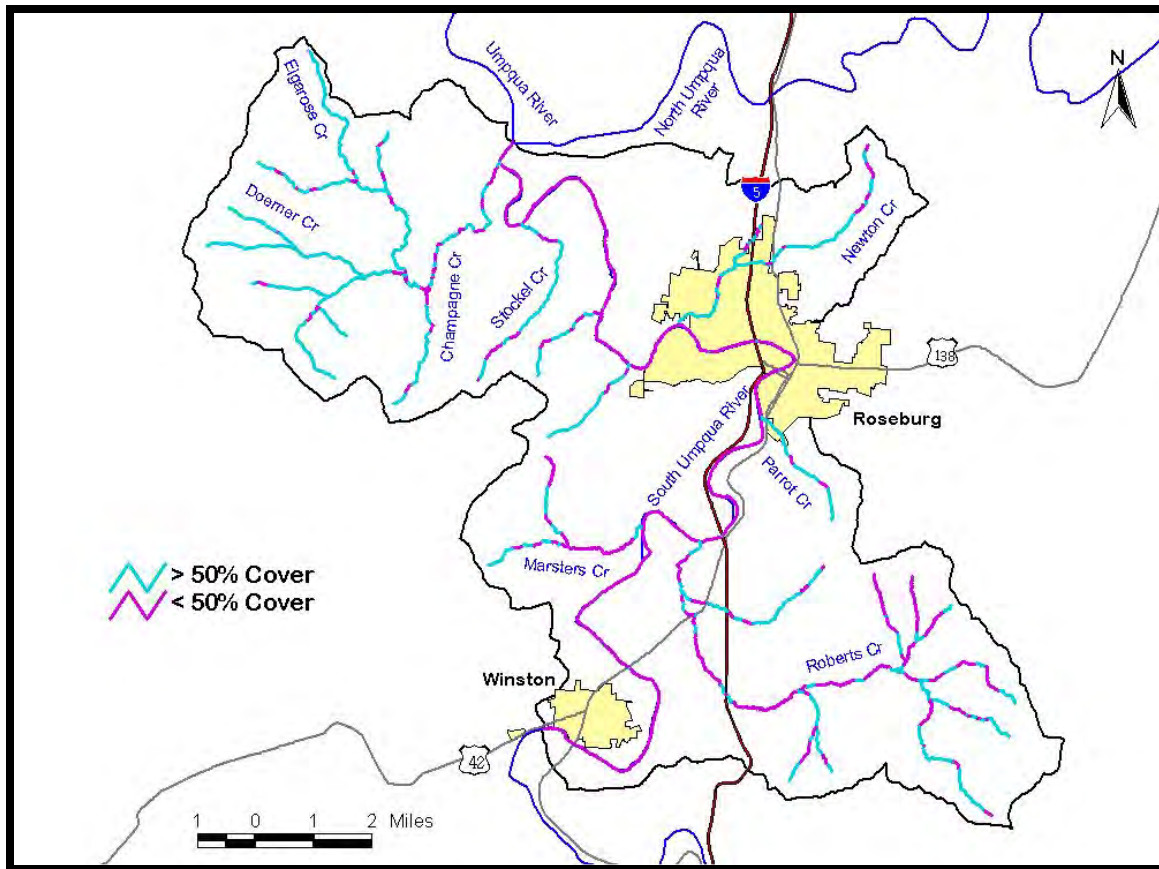 Elgarose Cr
Umpqua River
North Umpqua
River
N
Doerner Cr
5
Newton Cr
Champagne Cr
Stockel Cr
138
Roseburg
South Umpqua River
Parrot Cr
> 50% Cover
< 50% Cover
Marsters Cr
Roberts Cr
Winston
42
1 0 1 2 Miles